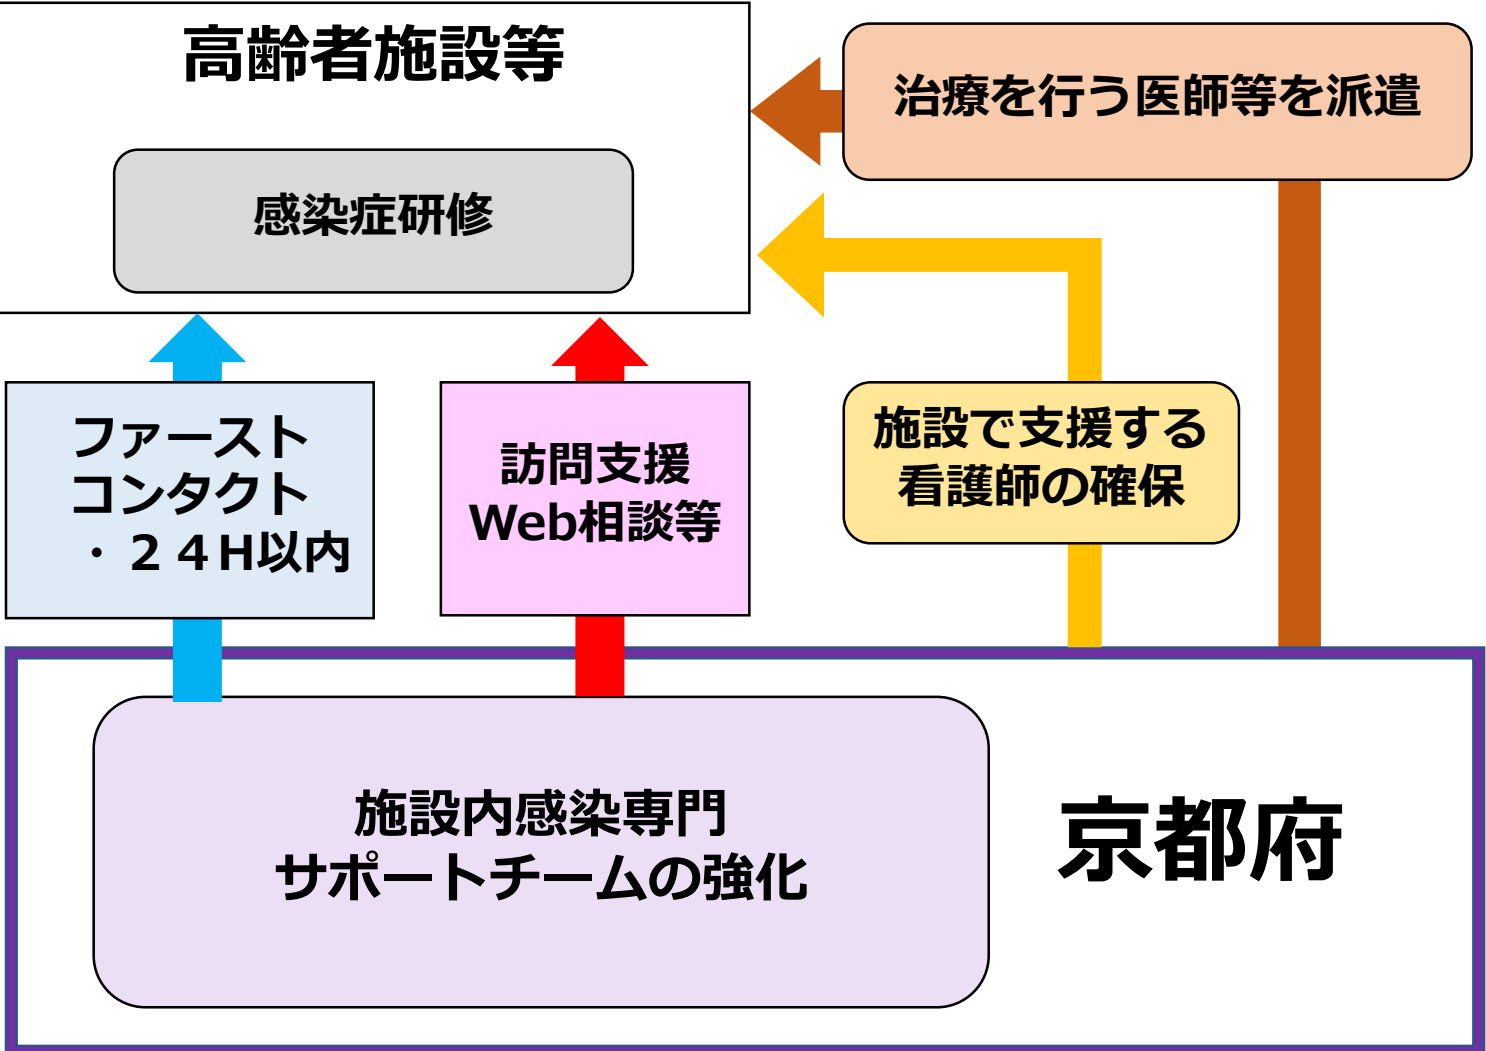 高齢者施設等
治療を行う医師等を派遣
感染症研修
ファースト
コンタクト
・２４H以内
訪問支援
Web相談等
施設で支援する
看護師の確保
施設内感染専門
サポートチームの強化
京都府